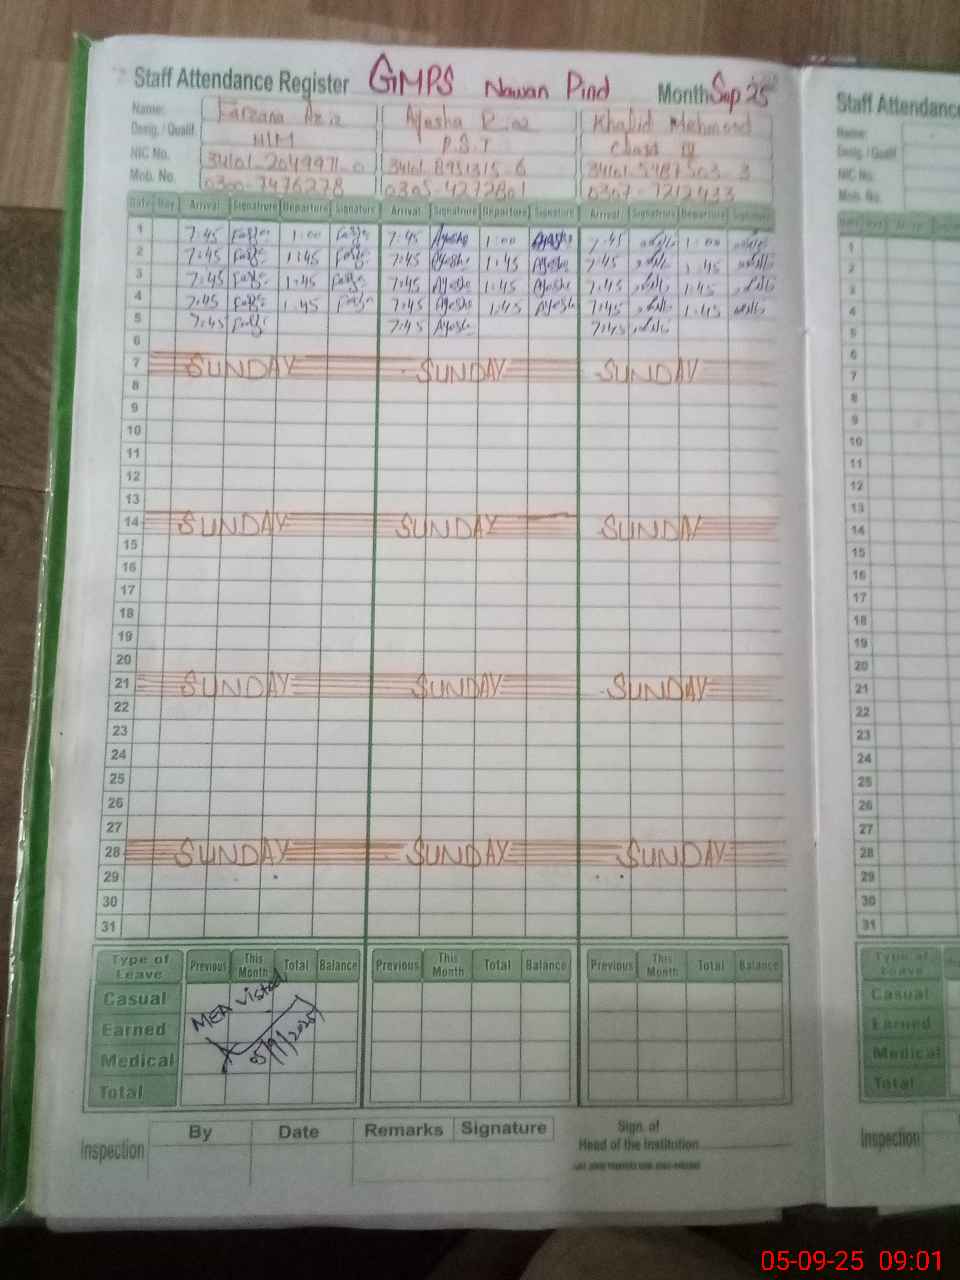 Staff Attendance Register GMPS Nawan Pind Month Sep 25
Name: Farzana Aziz Ayesha Riaz Khalid Mehmood
Desig. / Qualif. H/M P.S.T Class IV
NIC No. 34101-2049971-0 34101-8951315-6 34101-5487503-3
Mob. No. 0300-7476278 0305-4272801 0307-7212433
Date Day Arrival Signature Departure Signature Arrival Signature Departure Signature Arrival Signature Departure Signature
1 7:45 1:00 7:45 Ayesha 1:00 Ayesha 7:45 1:00
2 7:45 1:45 7:45 Ayesha 1:45 Ayesha 7:45 1:45
3 7:45 1:45 7:45 Ayesha 1:45 Ayesha 7:45 1:45
4 7:45 1:45 7:45 Ayesha 1:45 Ayesha 7:45 1:45
5 7:45 7:45 Ayesha 7:45
6
7 SUNDAY SUNDAY SUNDAY
8
9
10
11
12
13
14 SUNDAY SUNDAY SUNDAY
15
16
17
18
19
20
21 SUNDAY SUNDAY SUNDAY
22
23
24
25
26
27
28 SUNDAY SUNDAY SUNDAY
29
30
31
Type of Leave Previous This Month Total Balance Previous This Month Total Balance Previous This Month Total Balance
Casual
Earned
Medical
Total
MEA visted
05/9/2025
Inspection By Date Remarks Signature
Sign. of
Head of the Institution
Staff Attendance
Name:
Desig. / Qualif
NIC No.
Mob. No.
1
2
3
4
5
6
7
8
9
10
11
12
13
14
15
16
17
18
19
20
21
22
23
24
25
26
27
28
29
30
31
Type of Leave
Casual
Earned
Medical
Total
Inspection
05-09-25 09:01